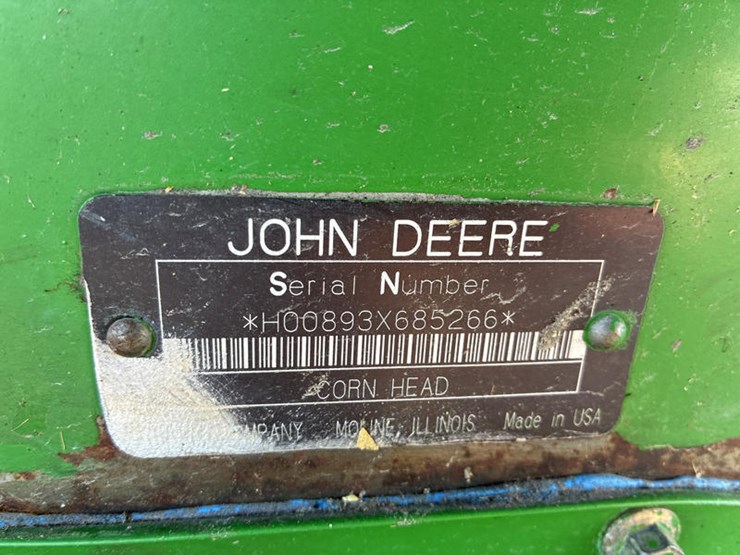 JOHN DEERE
Serial Number
*H00893X685266*
CORN HEAD
MOLINE, ILLINOIS Made in USA